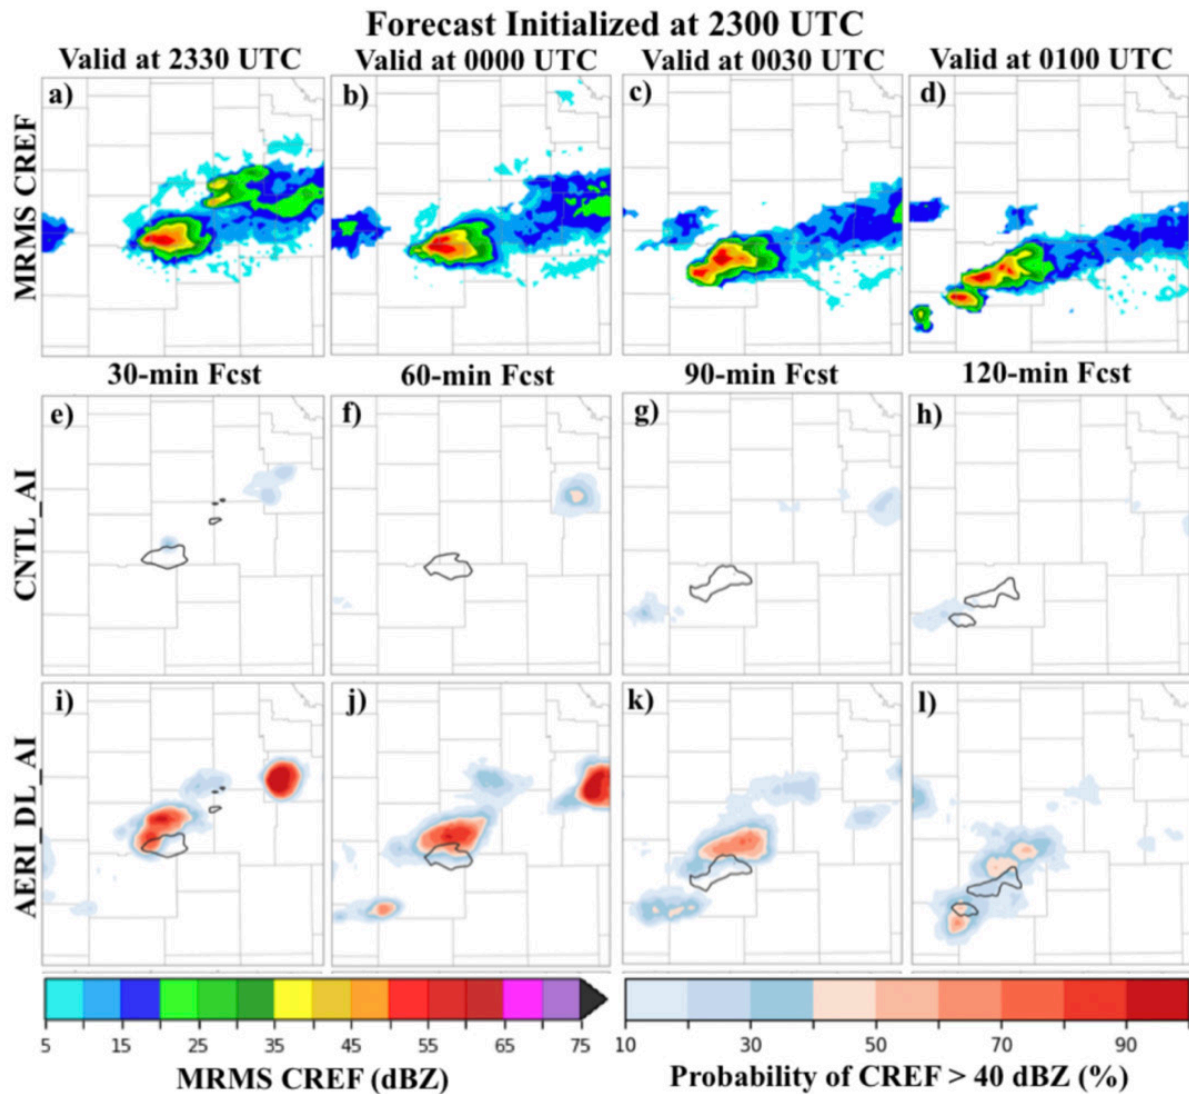 Forecast Initialized at 2300 UTC
Valid at 2330 UTC Valid at 0000 UTC Valid at 0030 UTC Valid at 0100 UTC
MRMS CREF
a) b) c) d)
30-min Fcst 60-min Fcst 90-min Fcst 120-min Fcst
CNTL_AI
e) f) g) h)
AERI_DL_AI
i) j) k) l)
5 15 25 35 45 55 65 75 10 30 50 70 90
MRMS CREF (dBZ) Probability of CREF > 40 dBZ (%)